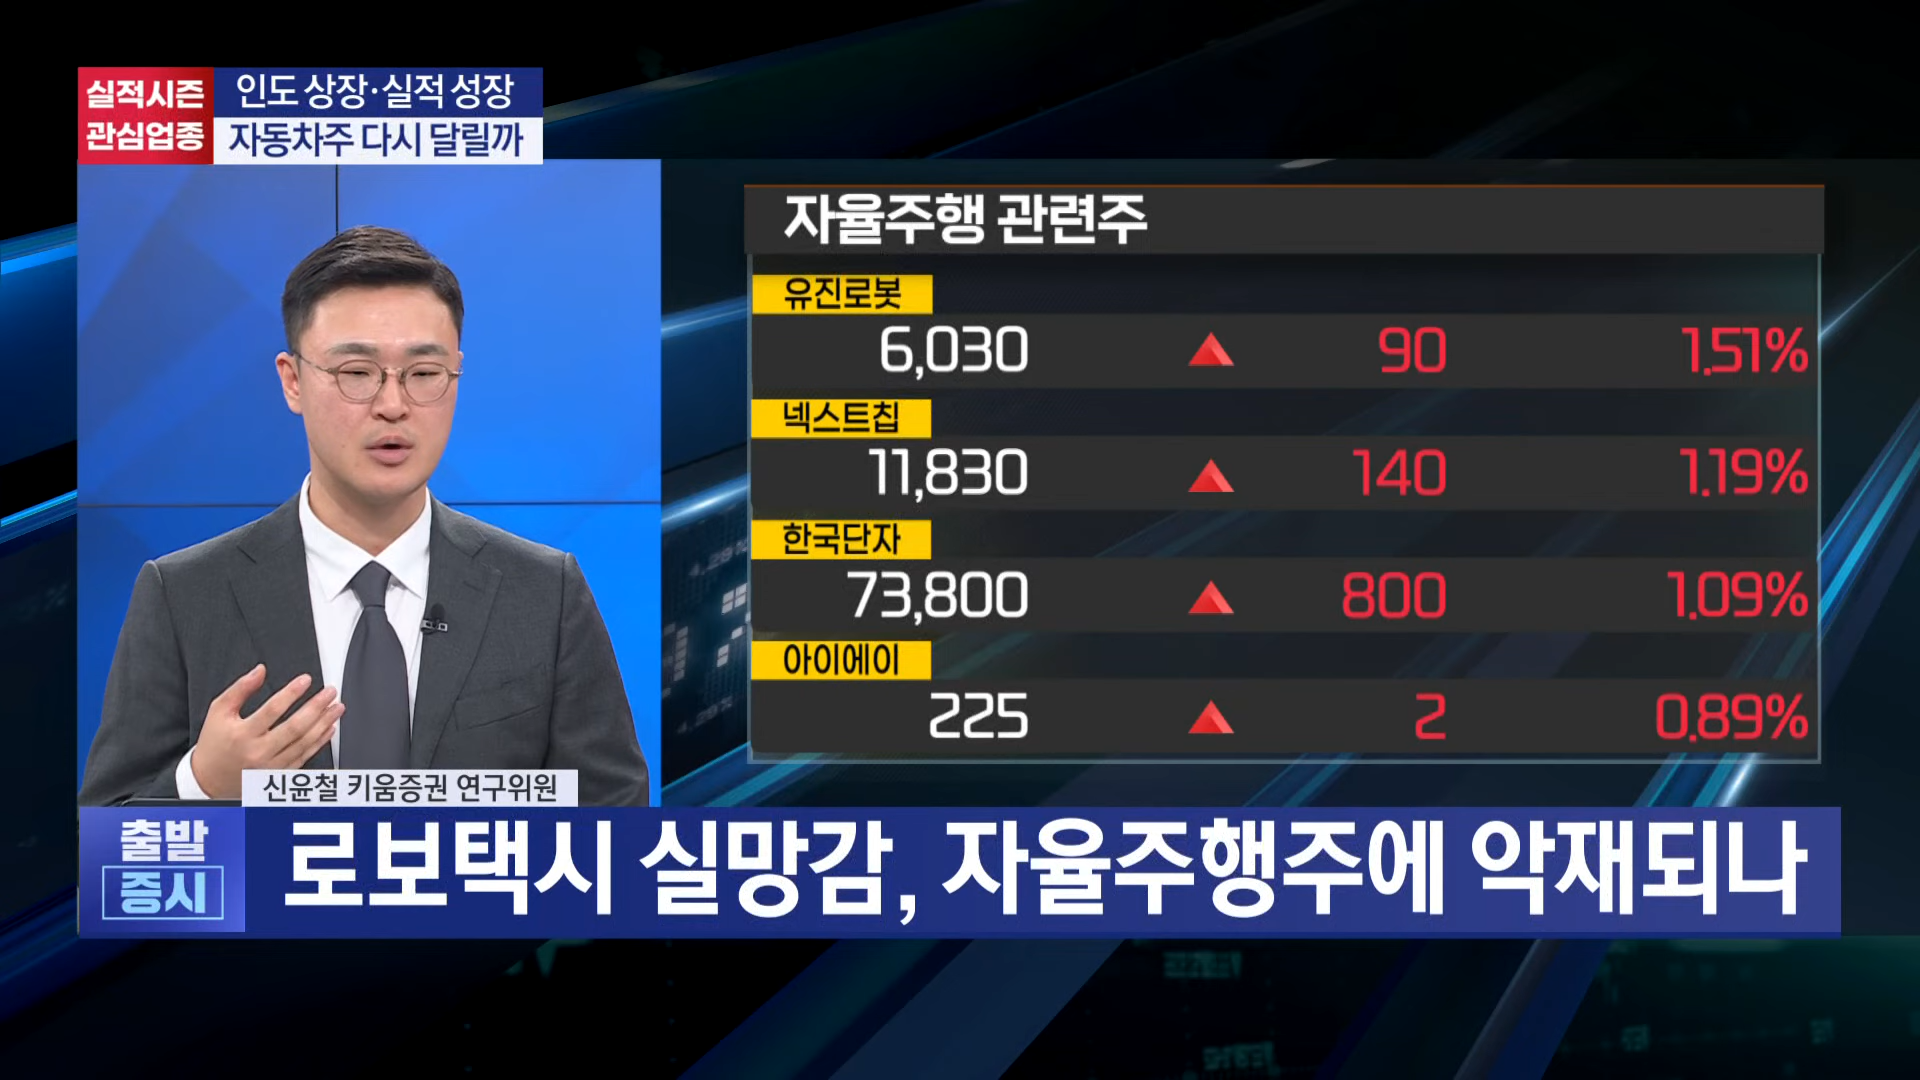 실적시즌
관심업종
인도 상장·실적 성장
자동차주 다시 달릴까
자율주행 관련주
유진로봇
6,030 ▲ 90 1.51%
넥스트칩
11,830 ▲ 140 1.19%
한국단자
73,800 ▲ 800 1.09%
아이에이
225 ▲ 2 0.89%
신윤철 키움증권 연구위원
출발
증시
로보택시 실망감, 자율주행주에 악재되나